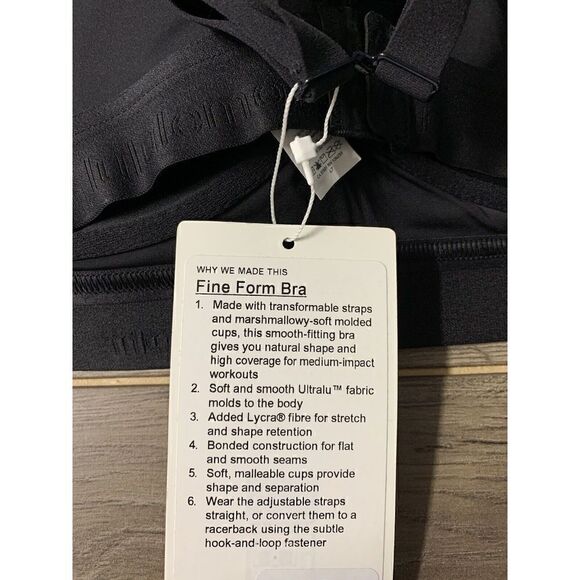 WHY WE MADE THIS
Fine Form Bra
1. Made with transformable straps
and marshmallowy-soft molded
cups, this smooth-fitting bra
gives you natural shape and
high coverage for medium-impact
workouts
2. Soft and smooth Ultralu™ fabric
molds to the body
3. Added Lycra® fibre for stretch
and shape retention
4. Bonded construction for flat
and smooth seams
5. Soft, malleable cups provide
shape and separation
6. Wear the adjustable straps
straight, or convert them to a
racerback using the subtle
hook-and-loop fastener